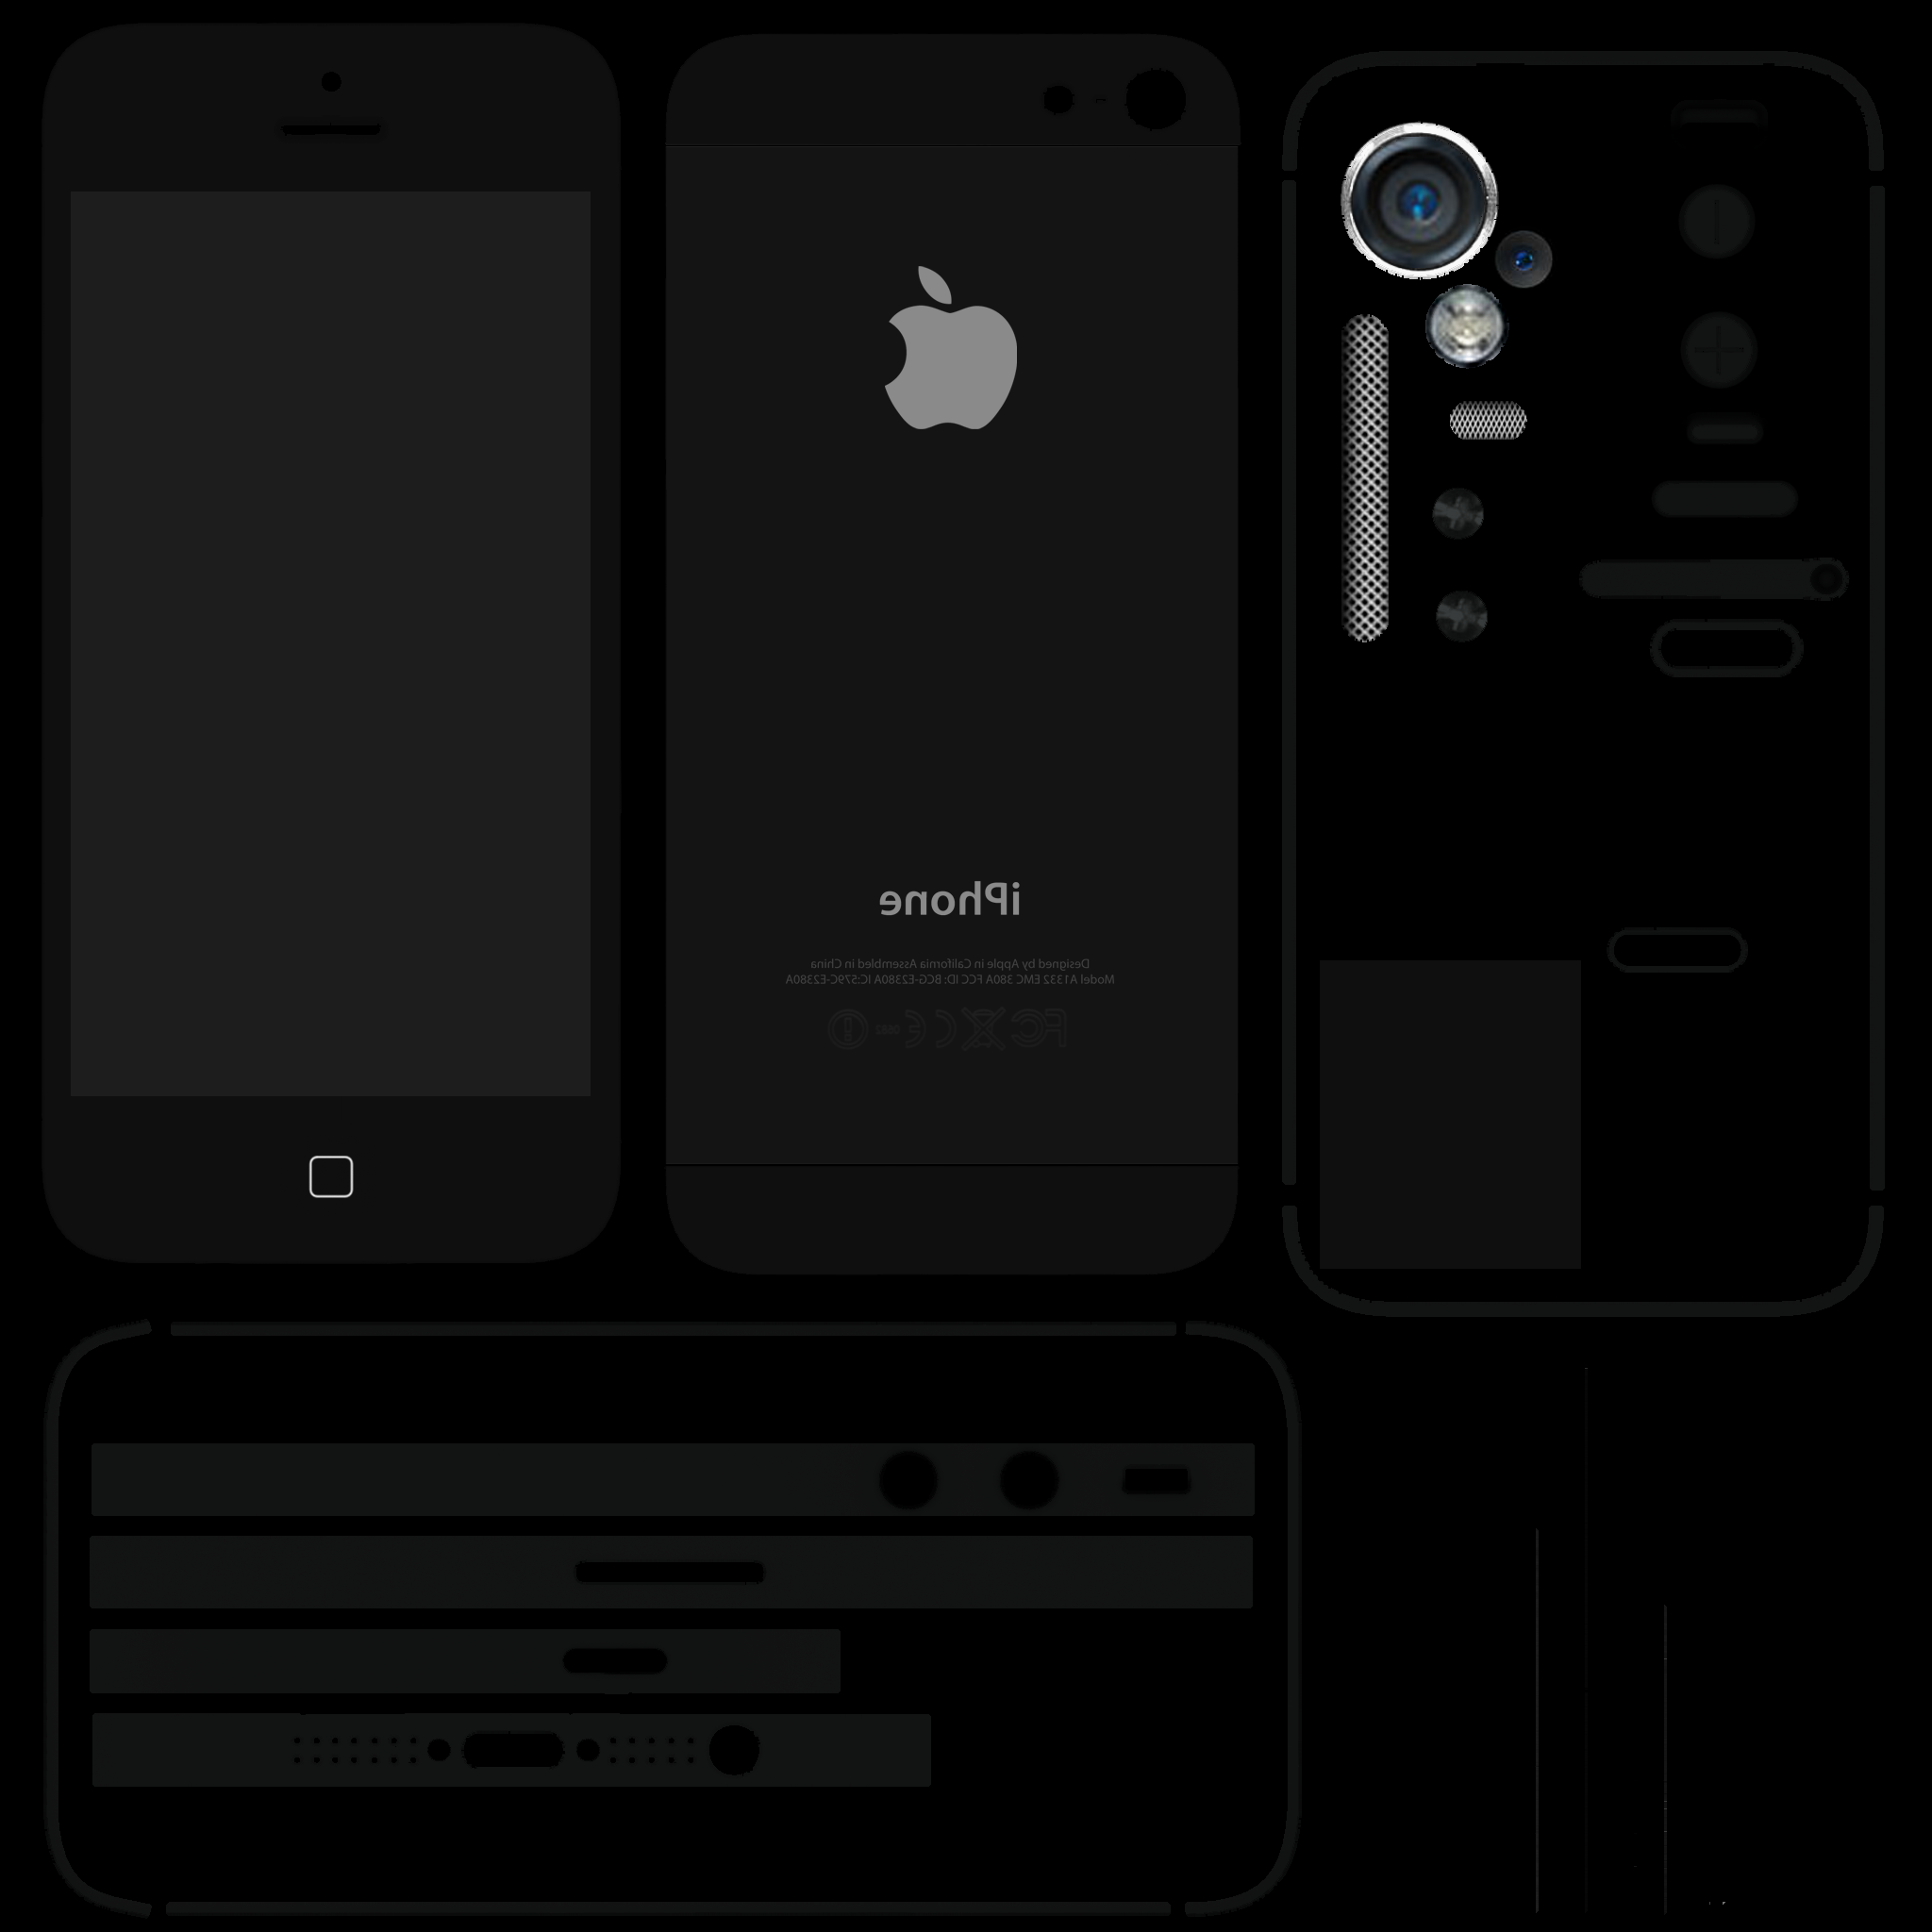 iPhone
Designed by Apple in California Assembled in China
Model A1332 EMC 380A FCC ID: BCG-E2380A IC:579C-E2380A
FC CE